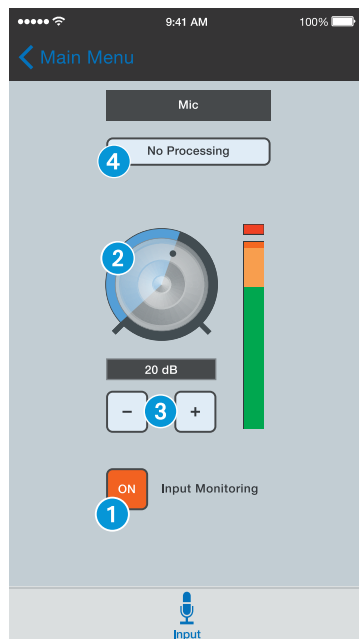 9:41 AM
100%
Main Menu
Mic
4
No Processing
2
20 dB
-
3
+
ON
Input Monitoring
1
Input